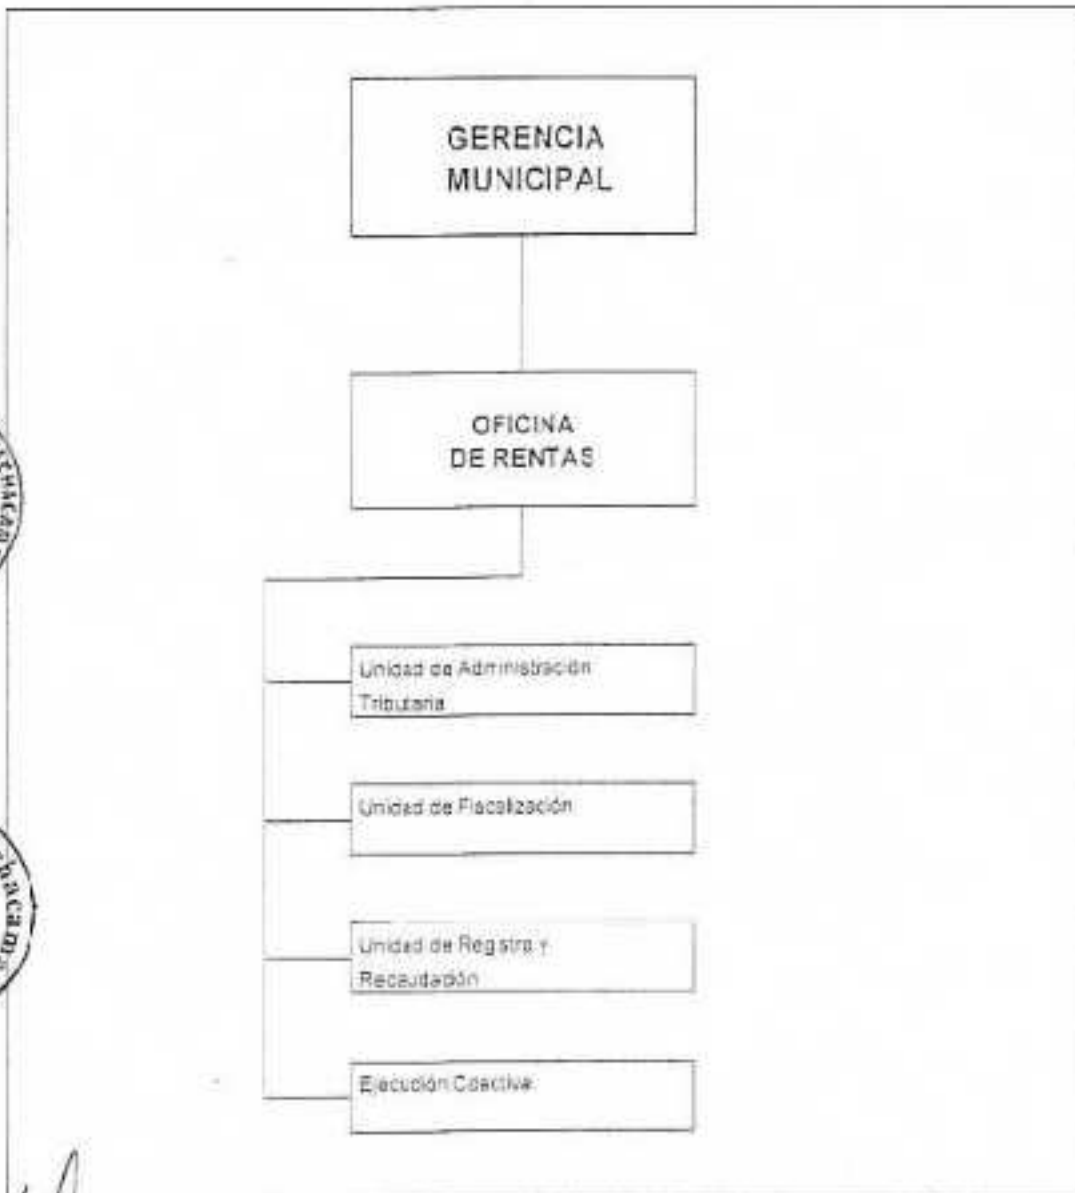 GERENCIA
MUNICIPAL
OFICINA
DE RENTAS
Unidad de Administración
Tributaria
Unidad de Fiscalización
Unidad de Registro y
Recaudación
Ejecución Coactiva